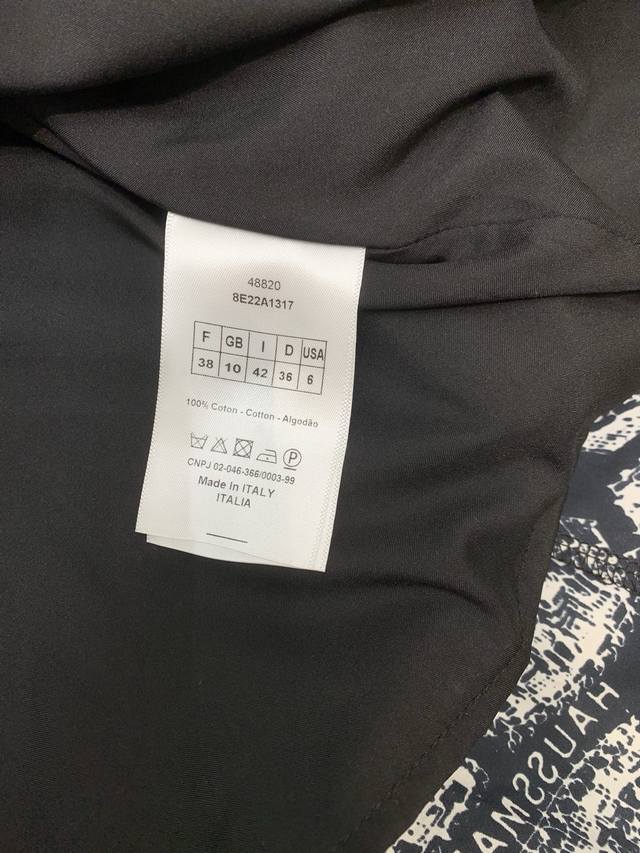 48820
8E22A1317
F GB I D USA
38 10 42 36 6
100% Coton - Cotton - Algodão
P
CNPJ 02-046-366/0003-99
Made In ITALY
ITALIA
HAUSSMA